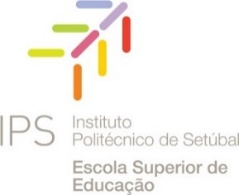 IPS Instituto
Politécnico de Setúbal
Escola Superior de
Educação